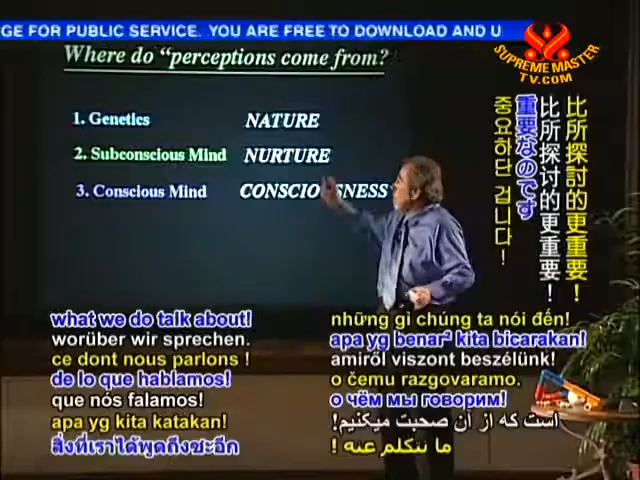 GE FOR PUBLIC SERVICE. YOU ARE FREE TO DOWNLOAD AND U
SUPREME MASTER
TV.COM
Where do “perceptions come from?
1. Genetics NATURE
2. Subconscious Mind NURTURE
3. Conscious Mind CONSCIOUSNESS
比所探討的更重要！
比所探讨的更重要！
重要なのです
중요하단 겁니다!
what we do talk about!
worüber wir sprechen.
ce dont nous parlons !
de lo que hablamos!
que nós falamos!
apa yg kita katakan!
สิ่งที่เราได้พูดถึงซะอีก
những gì chúng ta nói đến!
apa yg benar² kita bicarakan!
amiről viszont beszélünk!
o čemu razgovaramo.
о чём мы говорим!
است که از آن صحبت میکنیم!
ما نتكلم عنه !